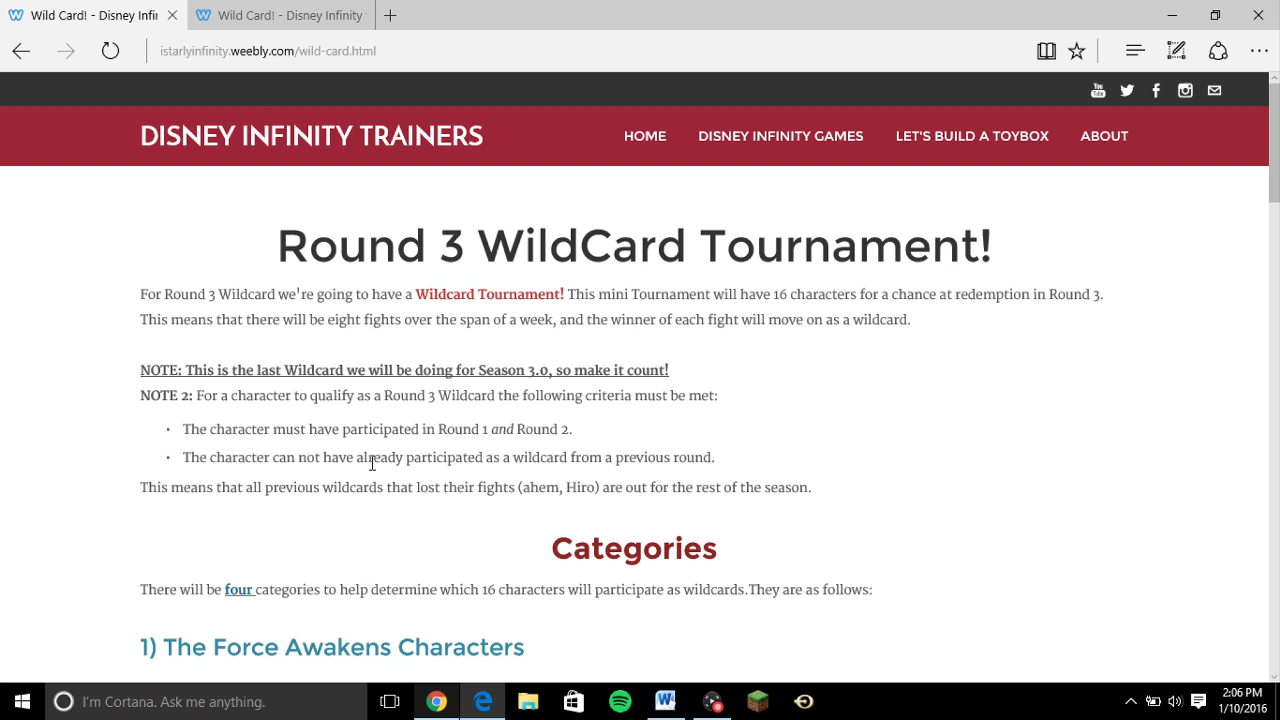 Wild Card! - Disney Infin
Wild Card! - Disney Infinity
istarlyinfinity.weebly.com/wild-card.html
You Tube
DISNEY INFINITY TRAINERS
HOME
DISNEY INFINITY GAMES
LET'S BUILD A TOYBOX
ABOUT
Round 3 WildCard Tournament!
For Round 3 Wildcard we're going to have a Wildcard Tournament! This mini Tournament will have 16 characters for a chance at redemption in Round 3.
This means that there will be eight fights over the span of a week, and the winner of each fight will move on as a wildcard.
NOTE: This is the last Wildcard we will be doing for Season 3.0, so make it count!
NOTE 2: For a character to qualify as a Round 3 Wildcard the following criteria must be met:
• The character must have participated in Round 1 and Round 2.
• The character can not have already participated as a wildcard from a previous round.
This means that all previous wildcards that lost their fights (ahem, Hiro) are out for the rest of the season.
Categories
There will be four categories to help determine which 16 characters will participate as wildcards.They are as follows:
1) The Force Awakens Characters
I'm Cortana. Ask me anything.
2:06 PM
1/10/2016